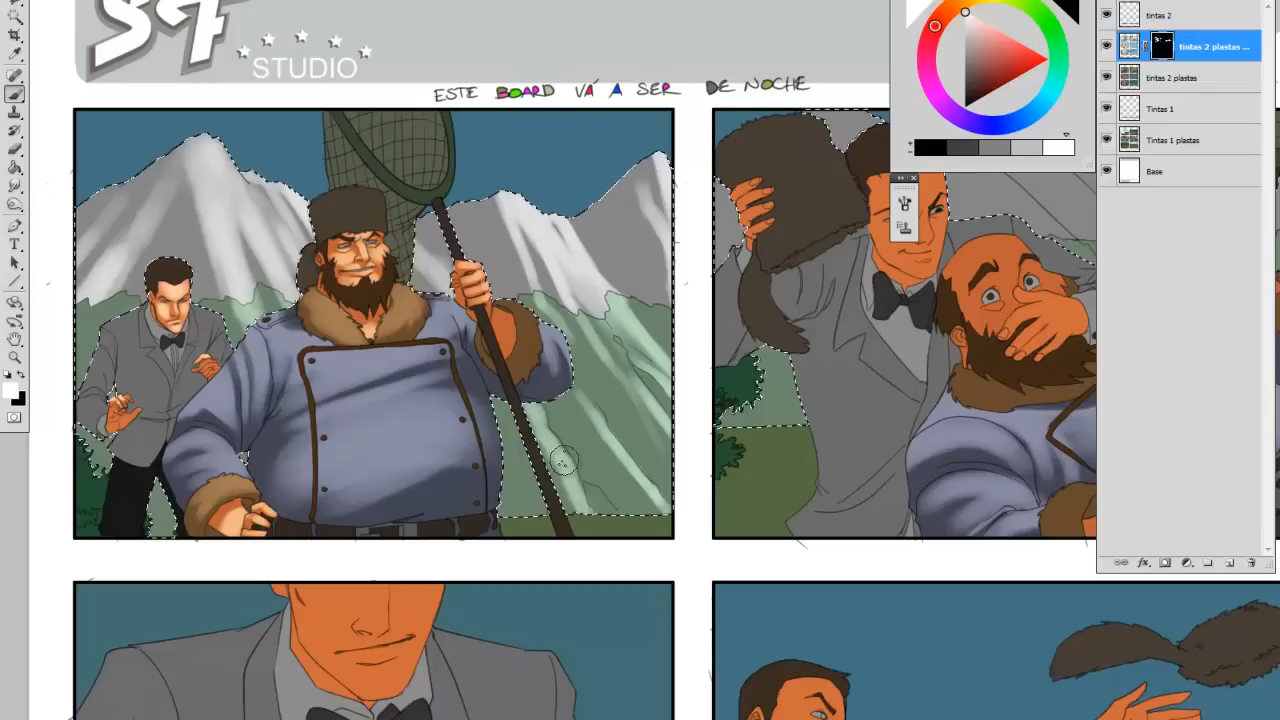 STUDIO
ESTE BOARD VÁ A SER DE NOCHE
tintas 2
tintas 2 plastas ...
tintas 2 plastas
Tintas 1
Tintas 1 plastas
Base